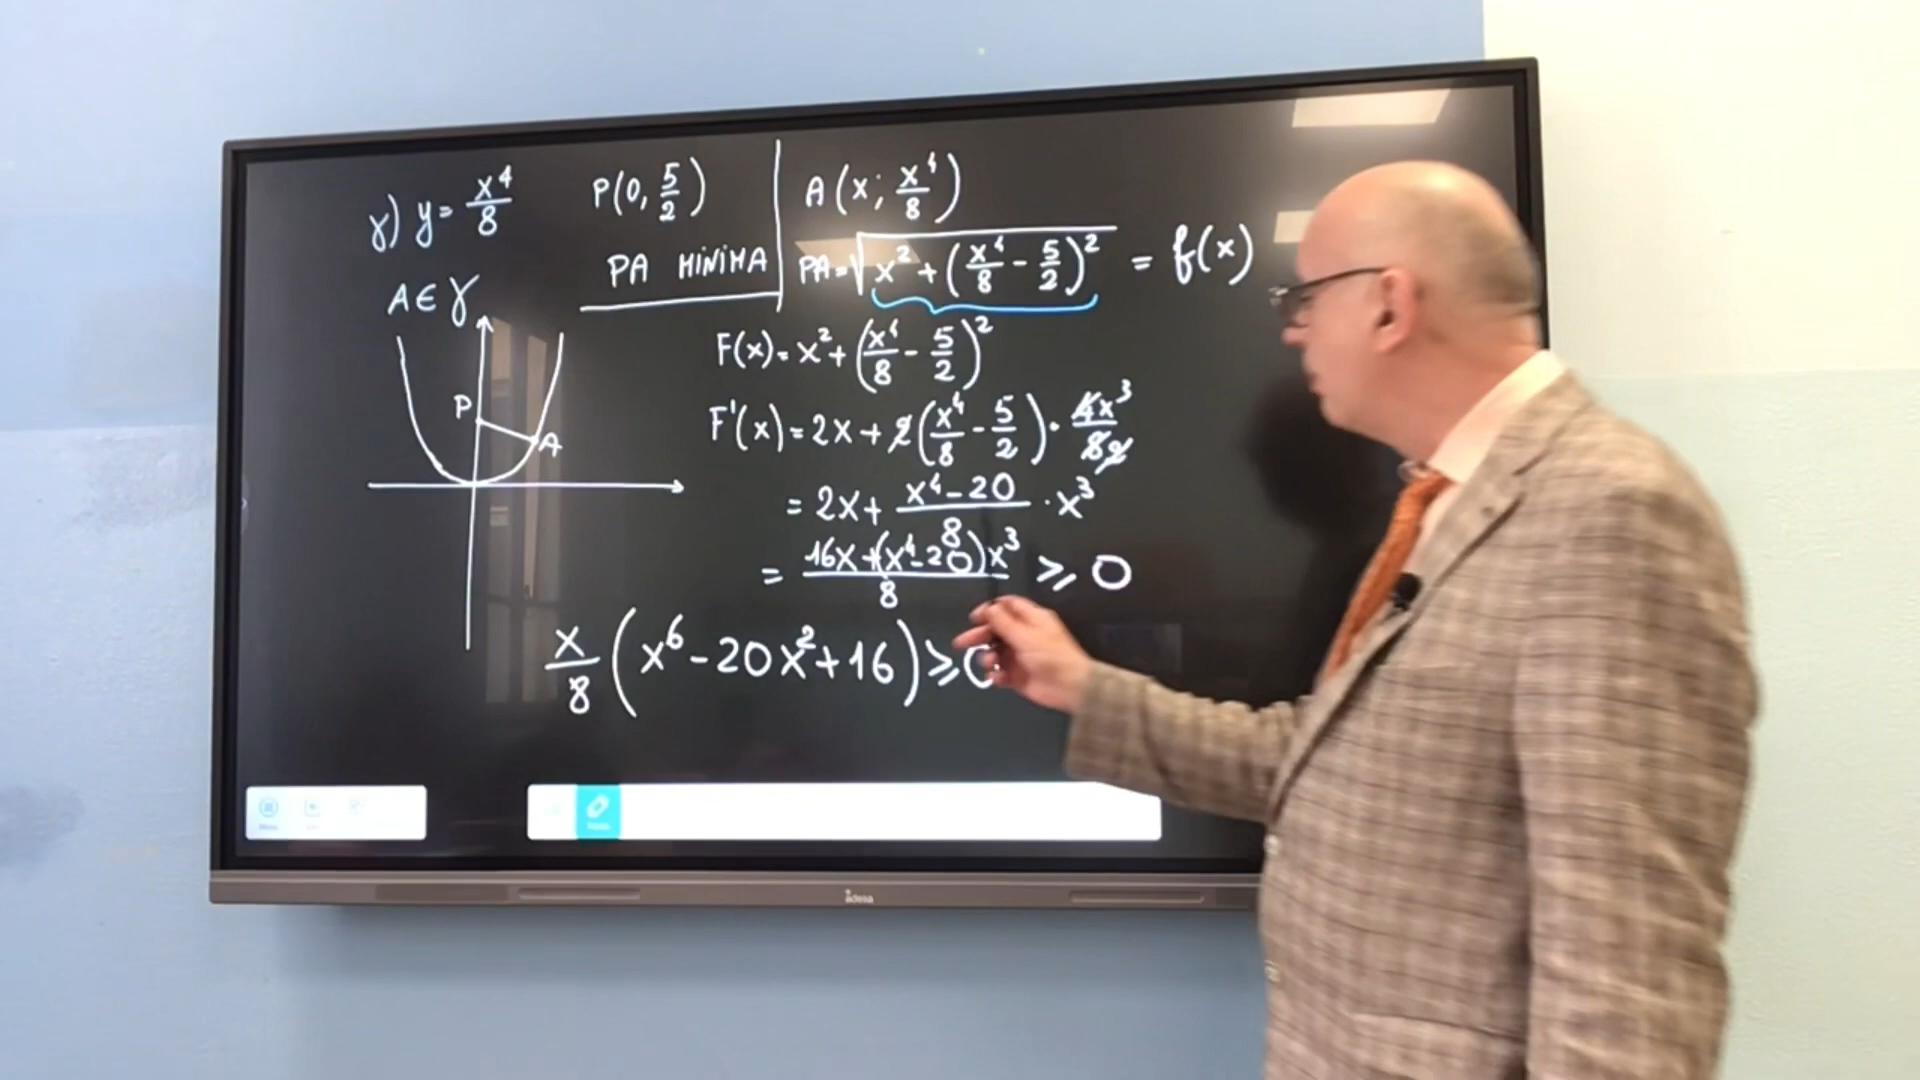 γ) y = x⁴/8
P(0, 5/2)
A ∈ γ
PA MINIMA
P
A
A(x; x⁴/8)
PA = √(x² + (x⁴/8 - 5/2)²) = f(x)
F(x) = x² + (x⁴/8 - 5/2)²
F'(x) = 2x + 2(x⁴/8 - 5/2) · 4x³/8 2
= 2x + (x⁴ - 20)/8 · x³
= (16x + (x⁴ - 20)x³)/8 ⩾ 0
x/8 (x⁶ - 20x² + 16) ⩾ 0